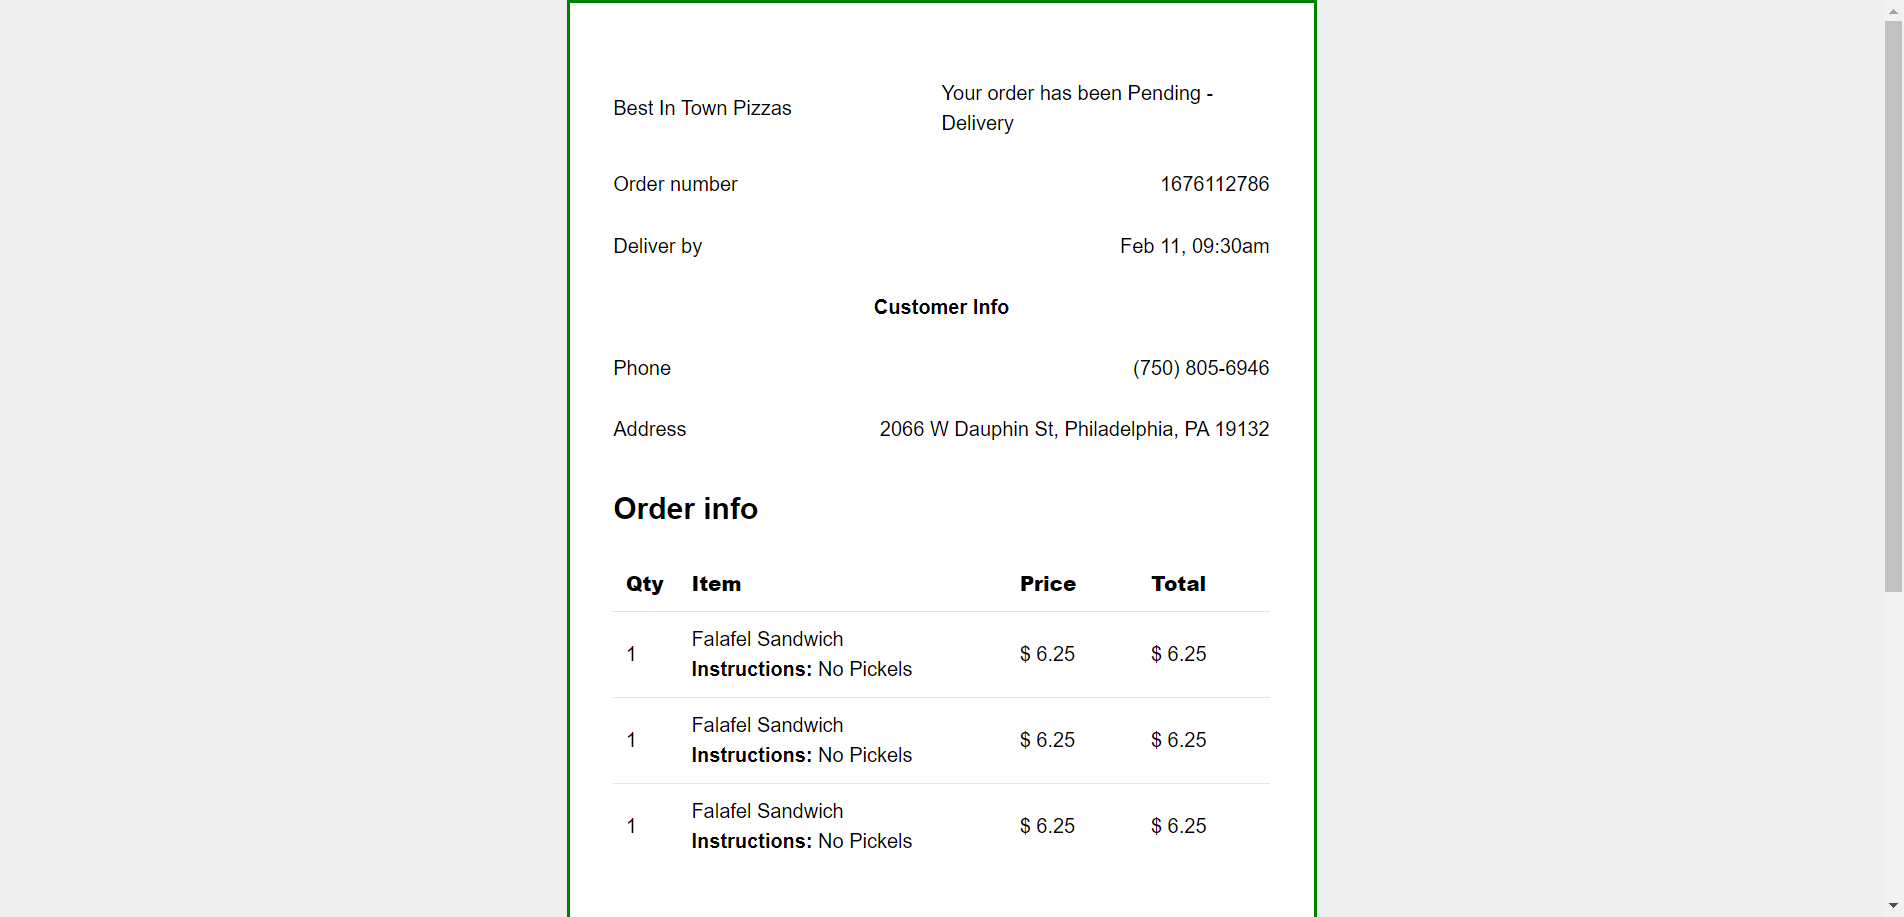 Best In Town Pizzas
Your order has been Pending -
Delivery
Order number 1676112786
Deliver by Feb 11, 09:30am
Customer Info
Phone (750) 805-6946
Address 2066 W Dauphin St, Philadelphia, PA 19132
Order info
Qty Item Price Total
1 Falafel Sandwich $ 6.25 $ 6.25
Instructions: No Pickels
1 Falafel Sandwich $ 6.25 $ 6.25
Instructions: No Pickels
1 Falafel Sandwich $ 6.25 $ 6.25
Instructions: No Pickels